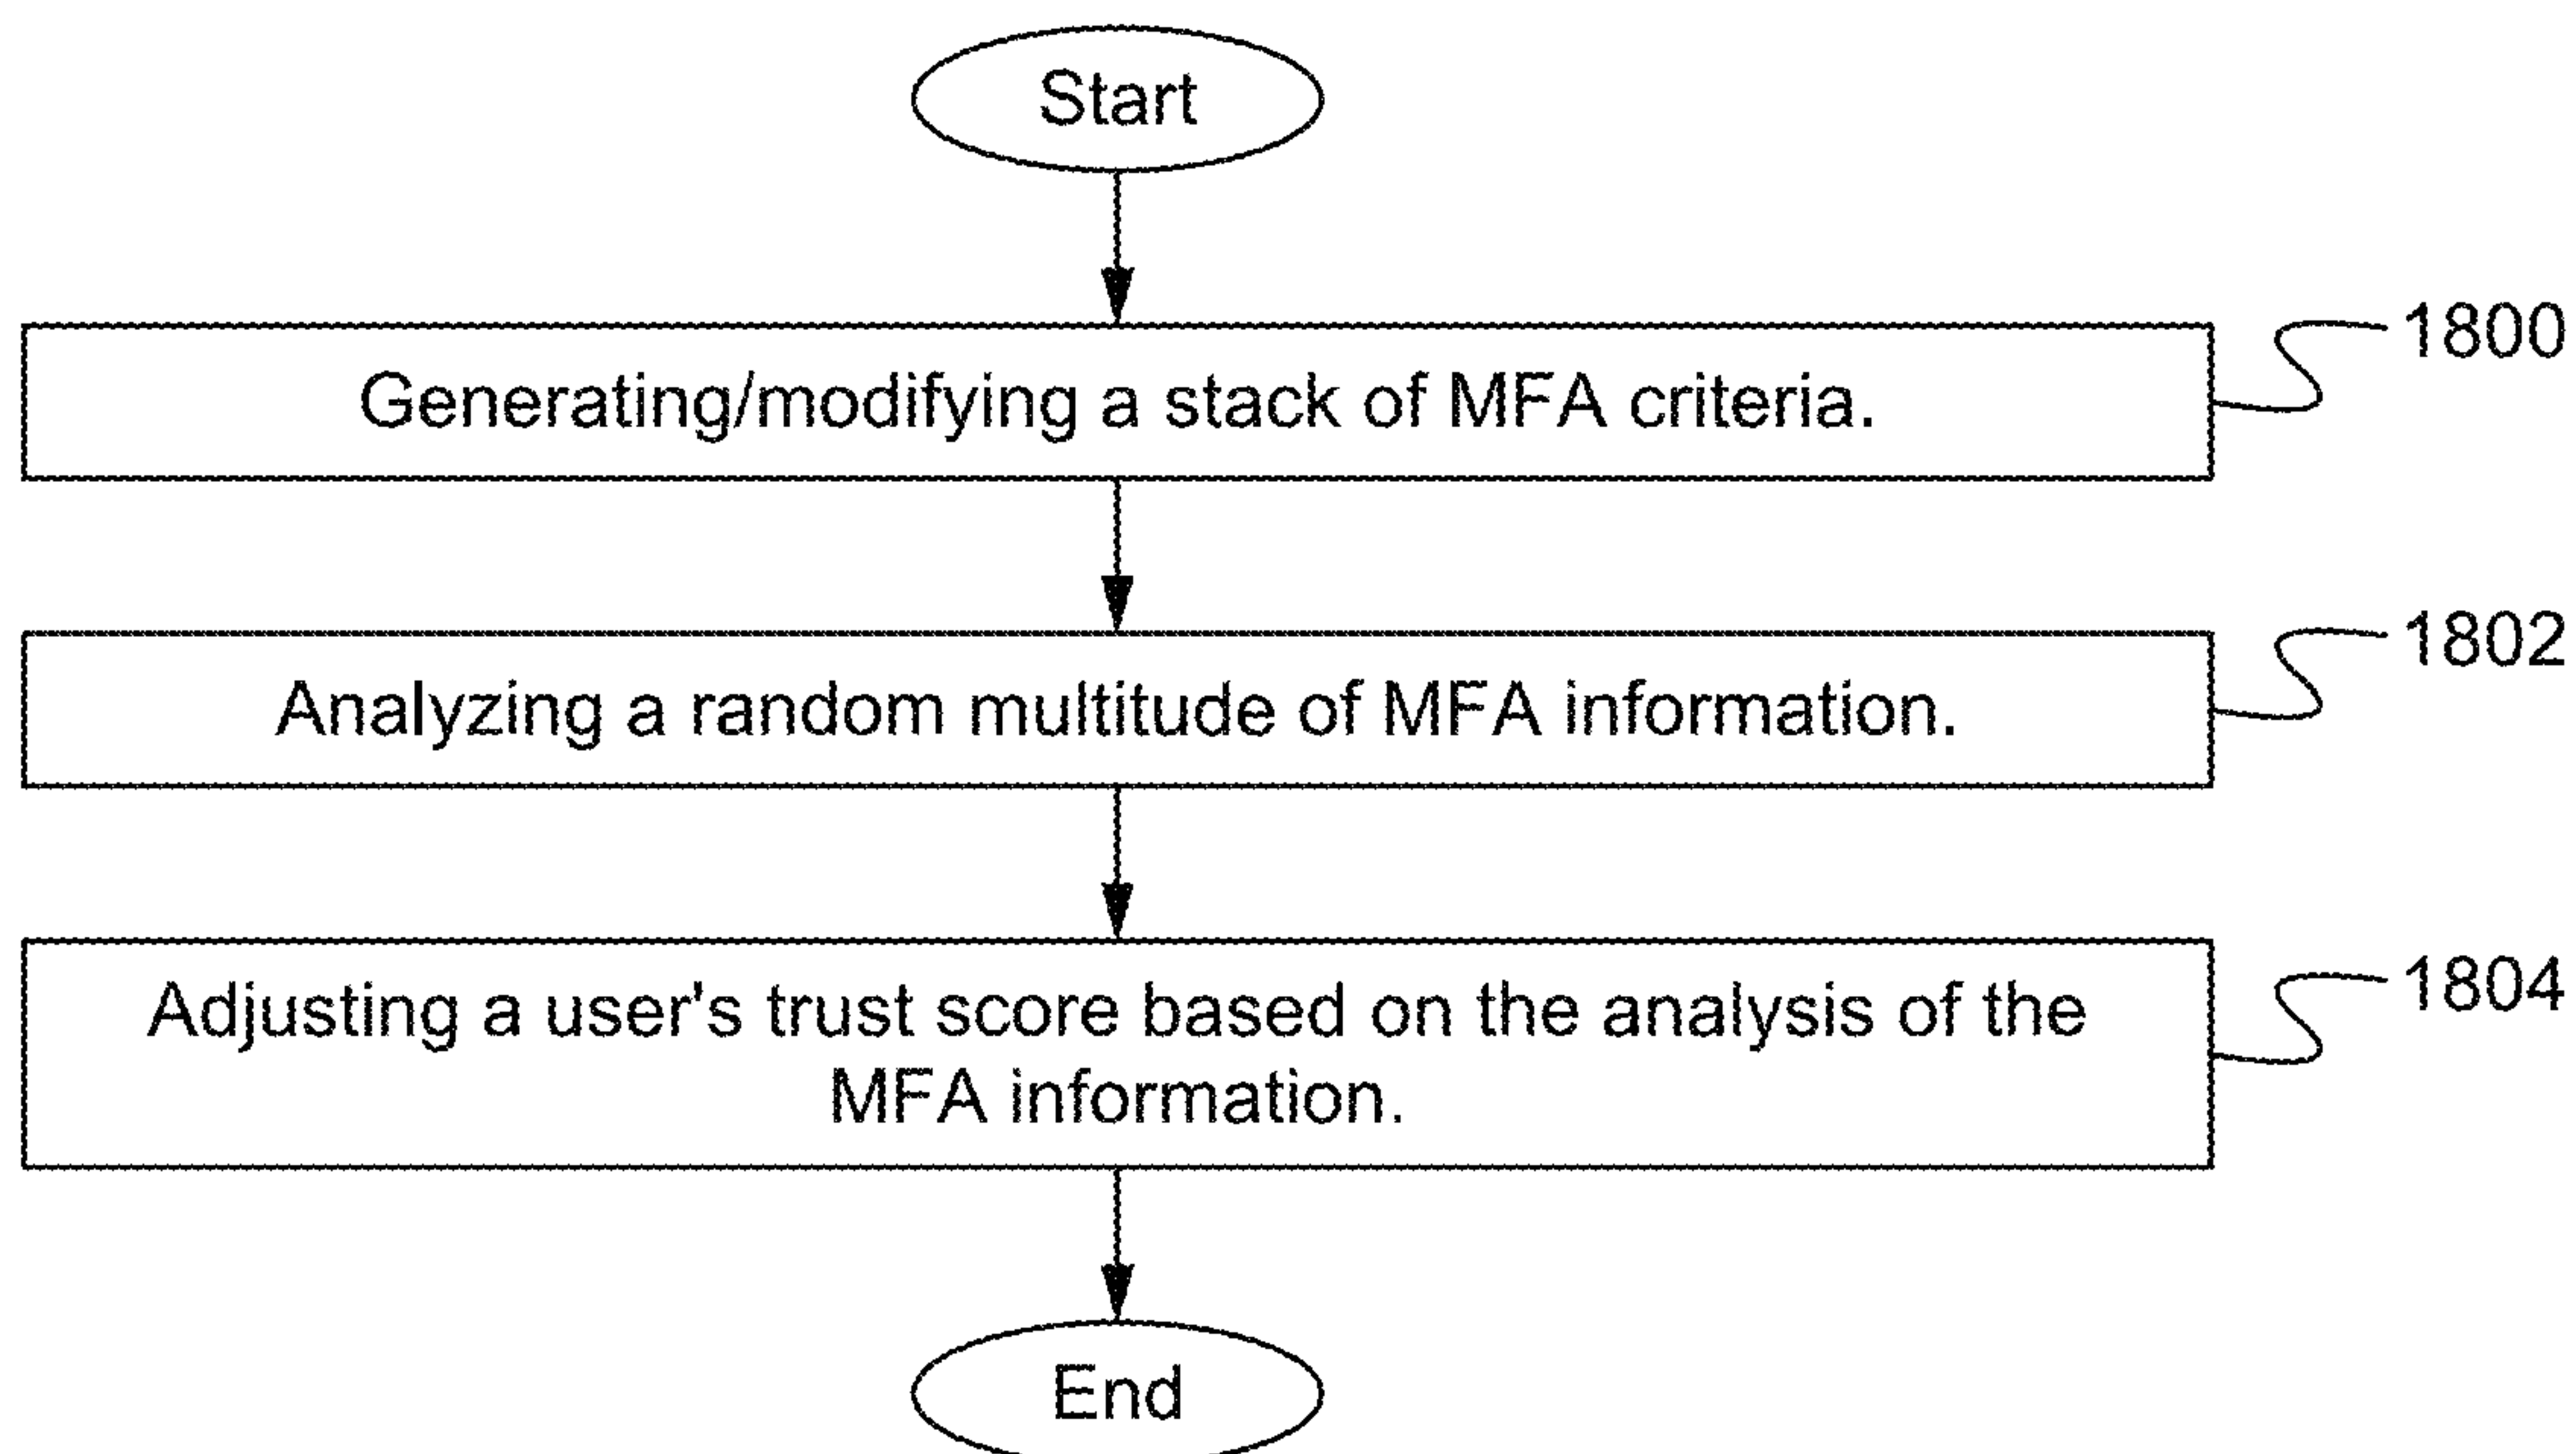 Start
Generating/modifying a stack of MFA criteria.
1800
Analyzing a random multitude of MFA information.
1802
Adjusting a user's trust score based on the analysis of the
MFA information.
1804
End